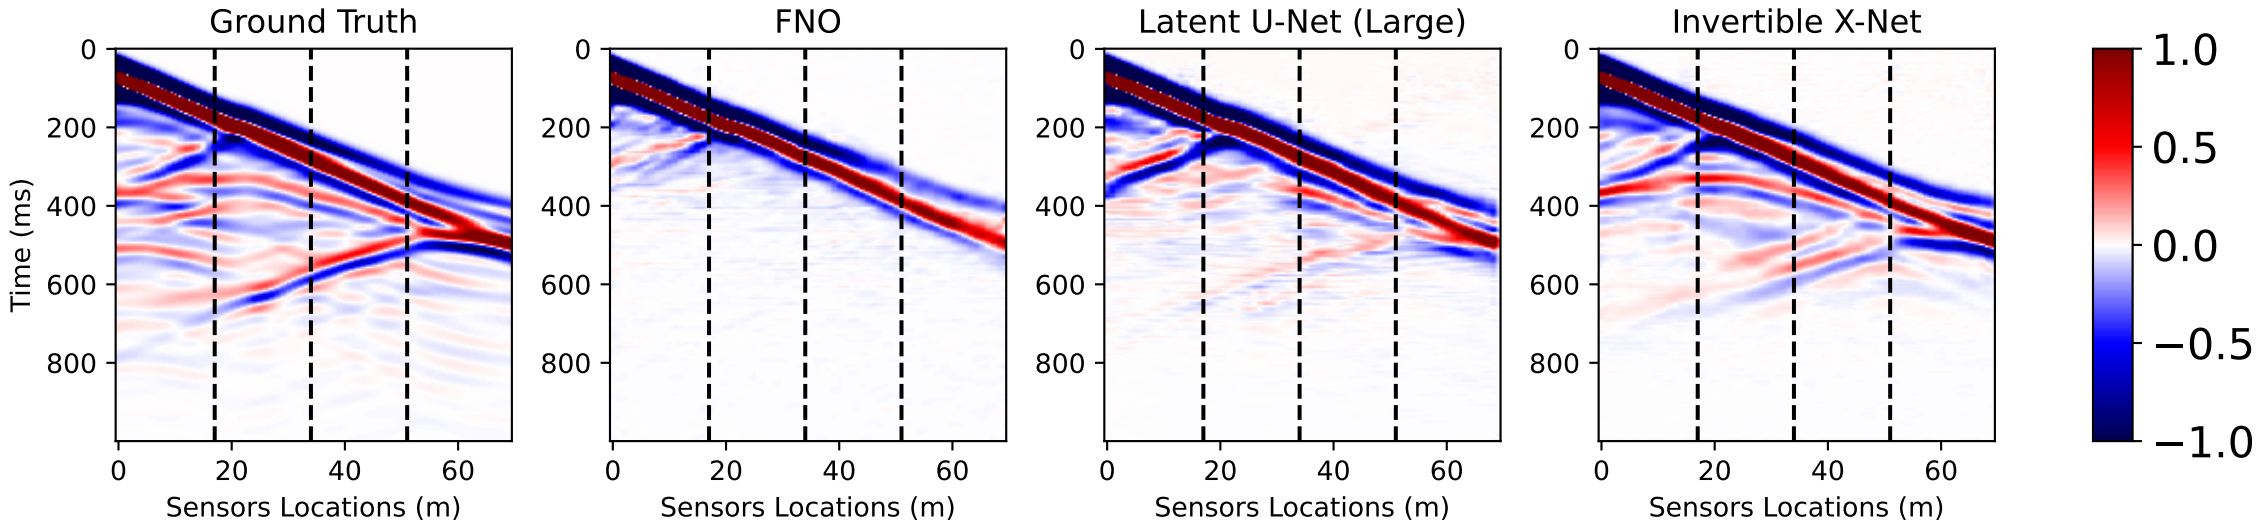 Ground Truth
FNO
Latent U-Net (Large)
Invertible X-Net
0
200
400
600
800
Time (ms)
0 20 40 60
Sensors Locations (m)
0
200
400
600
800
0 20 40 60
Sensors Locations (m)
0
200
400
600
800
0 20 40 60
Sensors Locations (m)
0
200
400
600
800
0 20 40 60
Sensors Locations (m)
1.0
0.5
0.0
−0.5
−1.0